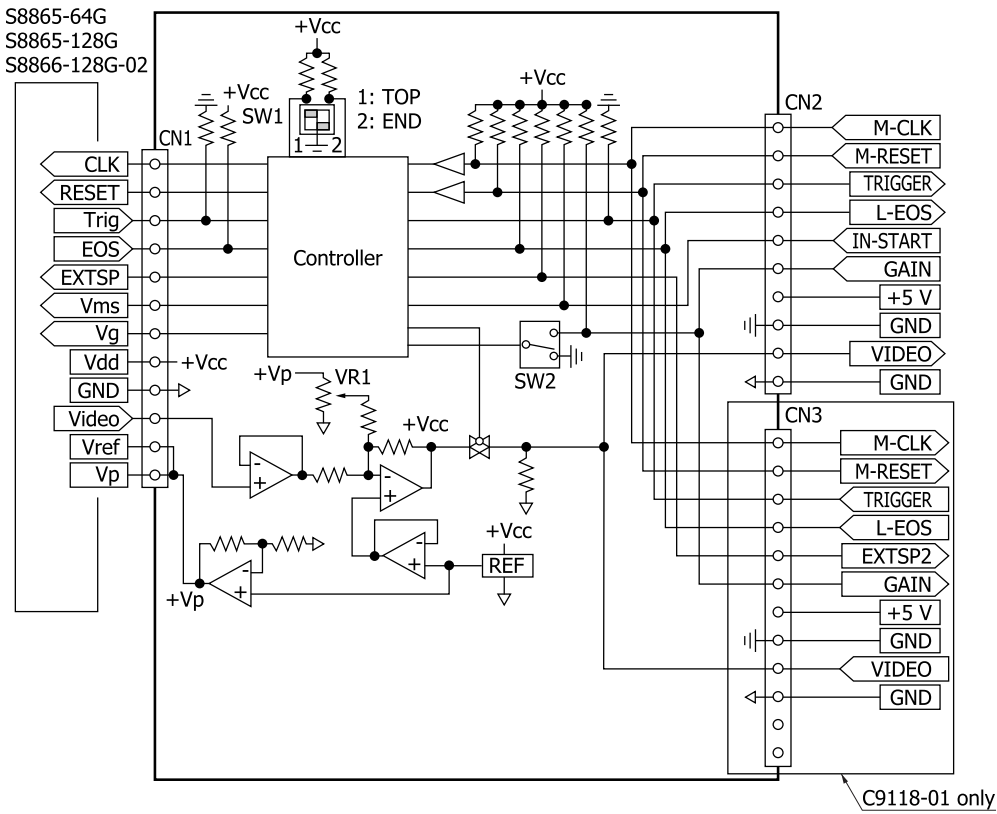 S8865-64G
S8865-128G
S8866-128G-02
+Vcc
+Vcc
SW1
1 2
1: TOP
2: END
+Vcc
CN1
CLK
RESET
Trig
EOS
EXTSP
Vms
Vg
Vdd
+Vcc
GND
Video
Vref
Vp
Controller
SW2
+Vp
VR1
+Vcc
-
+
-
+
-
+
-
+
+Vp
+Vcc
REF
CN2
M-CLK
M-RESET
TRIGGER
L-EOS
IN-START
GAIN
+5 V
GND
VIDEO
GND
CN3
M-CLK
M-RESET
TRIGGER
L-EOS
EXTSP2
GAIN
+5 V
GND
VIDEO
GND
C9118-01 only